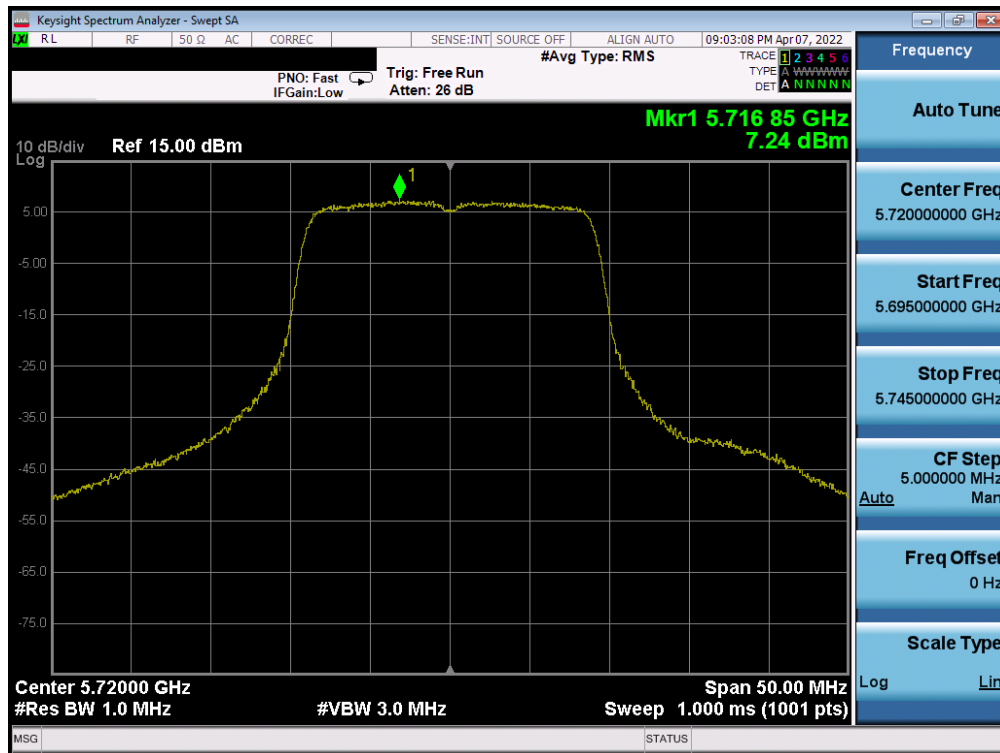 Keysight Spectrum Analyzer - Swept SA
LXI RL RF 50 Ω AC CORREC SENSE:INT SOURCE OFF ALIGN AUTO 09:03:08 PM Apr 07, 2022
#Avg Type: RMS
TRACE 1 2 3 4 5 6
PNO: Fast Trig: Free Run
TYPE A WWWWW
IFGain:Low Atten: 26 dB
DET A N N N N N
Mkr1 5.716 85 GHz
7.24 dBm
10 dB/div Ref 15.00 dBm
Log
1
5.00
-5.00
-15.0
-25.0
-35.0
-45.0
-55.0
-65.0
-75.0
Center 5.72000 GHz Span 50.00 MHz
#Res BW 1.0 MHz #VBW 3.0 MHz Sweep 1.000 ms (1001 pts)
MSG STATUS
Frequency
Auto Tune
Center Freq
5.720000000 GHz
Start Freq
5.695000000 GHz
Stop Freq
5.745000000 GHz
CF Step
5.000000 MHz
Auto Man
Freq Offset
0 Hz
Scale Type
Log Lin